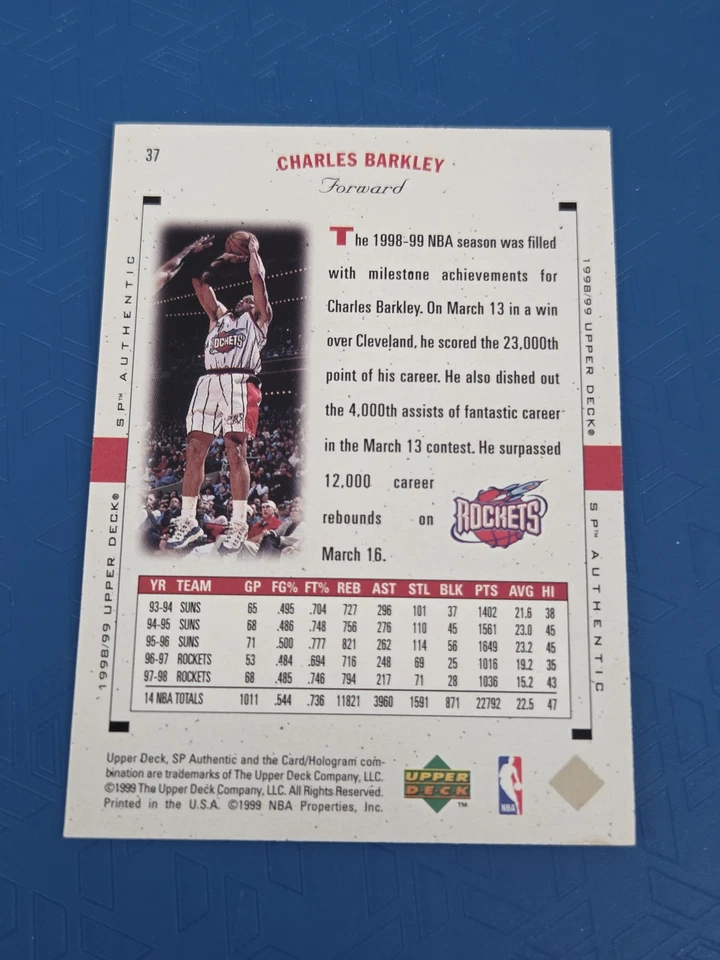 37
CHARLES BARKLEY
Forward
The 1998-99 NBA season was filled
with milestone achievements for
Charles Barkley. On March 13 in a win
over Cleveland, he scored the 23,000th
point of his career. He also dished out
the 4,000th assists of fantastic career
in the March 13 contest. He surpassed
12,000 career
rebounds on
March 16.
ROCKETS
ROCKETS
1998/99 UPPER DECK® SP™ AUTHENTIC
1998/99 UPPER DECK® SP™ AUTHENTIC
YR TEAM GP FG% FT% REB AST STL BLK PTS AVG HI
93-94 SUNS 65 .495 .704 727 296 101 37 1402 21.6 38
94-95 SUNS 68 .486 .748 756 276 110 45 1561 23.0 45
95-96 SUNS 71 .500 .777 821 262 114 56 1649 23.2 45
96-97 ROCKETS 53 .484 .694 716 248 69 25 1016 19.2 35
97-98 ROCKETS 68 .485 .746 794 217 71 28 1036 15.2 43
14 NBA TOTALS 1011 .544 .736 11821 3960 1591 871 22792 22.5 47
Upper Deck, SP Authentic and the Card/Hologram com-
bination are trademarks of The Upper Deck Company, LLC.
©1999 The Upper Deck Company, LLC. All Rights Reserved.
Printed in the U.S.A. ©1999 NBA Properties, Inc.
UPPER
DECK™
NBA